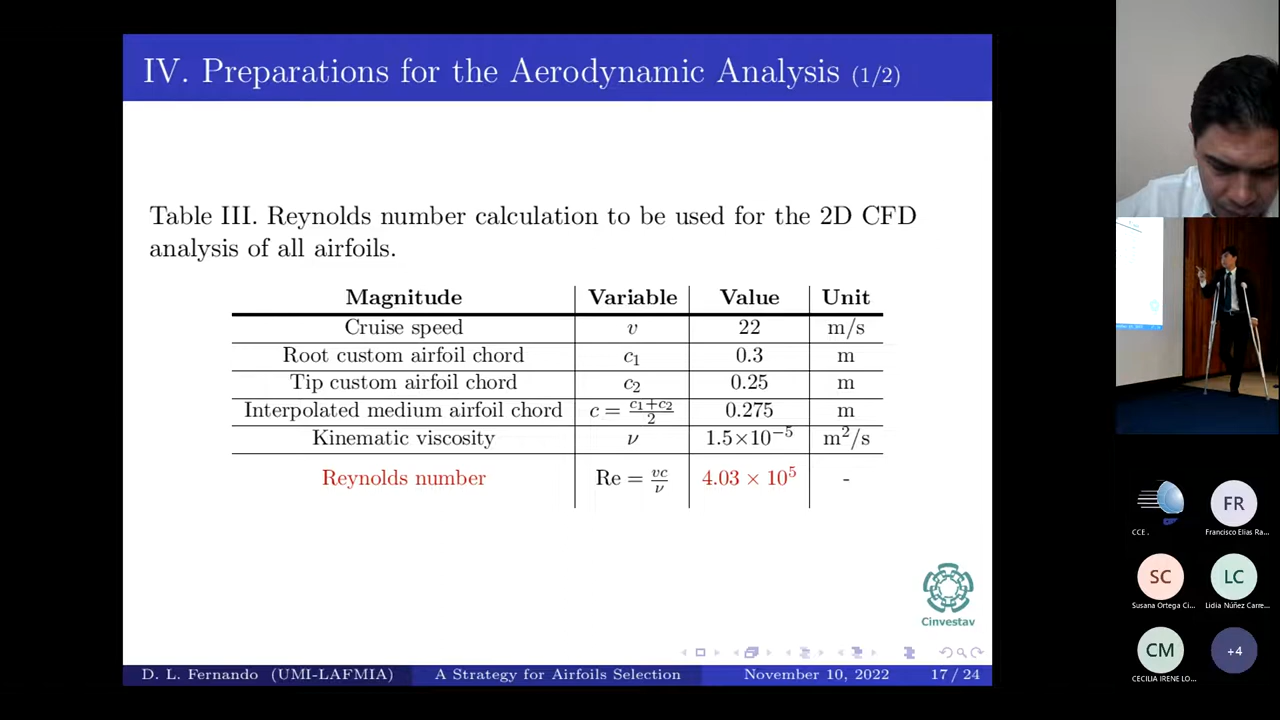 IV. Preparations for the Aerodynamic Analysis (1/2)
Table III. Reynolds number calculation to be used for the 2D CFD
analysis of all airfoils.
Magnitude Variable Value Unit
Cruise speed v 22 m/s
Root custom airfoil chord c₁ 0.3 m
Tip custom airfoil chord c₂ 0.25 m
Interpolated medium airfoil chord c = (c₁+c₂)/2 0.275 m
Kinematic viscosity ν 1.5×10⁻⁵ m²/s
Reynolds number Re = vc/ν 4.03 × 10⁵ -
Cinvestav
D. L. Fernando (UMI-LAFMIA) A Strategy for Airfoils Selection November 10, 2022 17 / 24
CCE .
FR
Francisco Elias Ra...
SC
Susana Ortega Ci...
LC
Lidia Núñez Carre...
CM
CECILIA IRENE LO...
+4